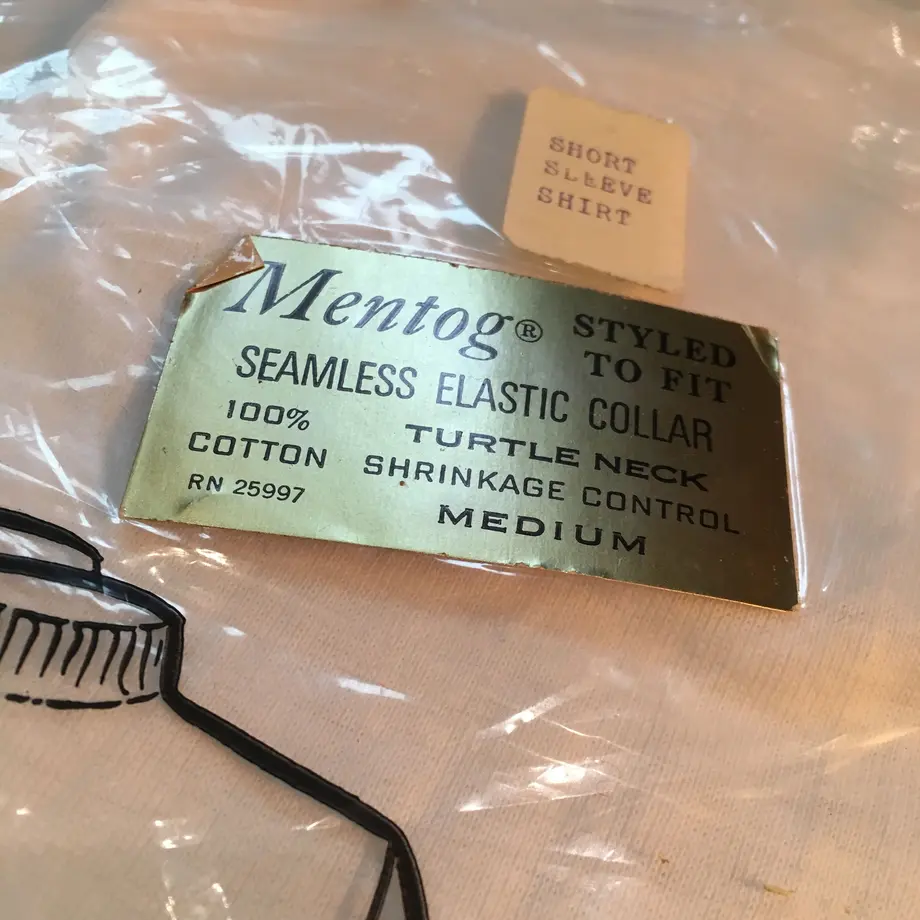 SHORT
SLEEVE
SHIRT
Mentog® STYLED
TO FIT
SEAMLESS ELASTIC COLLAR
100%
COTTON
RN 25997
TURTLE NECK
SHRINKAGE CONTROL
MEDIUM